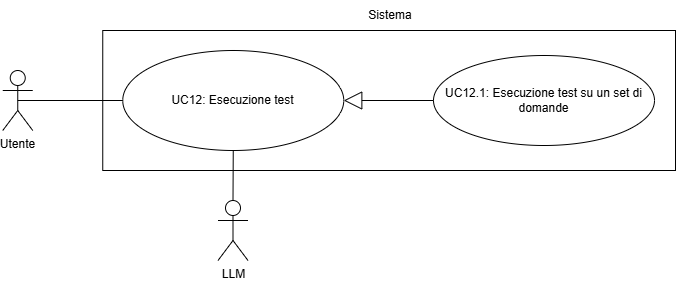 Sistema
UC12: Esecuzione test
UC12.1: Esecuzione test su un set di
domande
Utente
LLM